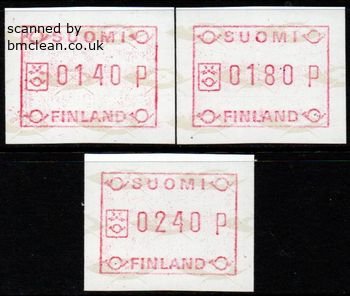 scanned by
bmclean.co.uk
SUOMI
0140 P
FINLAND
SUOMI
0180 P
FINLAND
SUOMI
0240 P
FINLAND